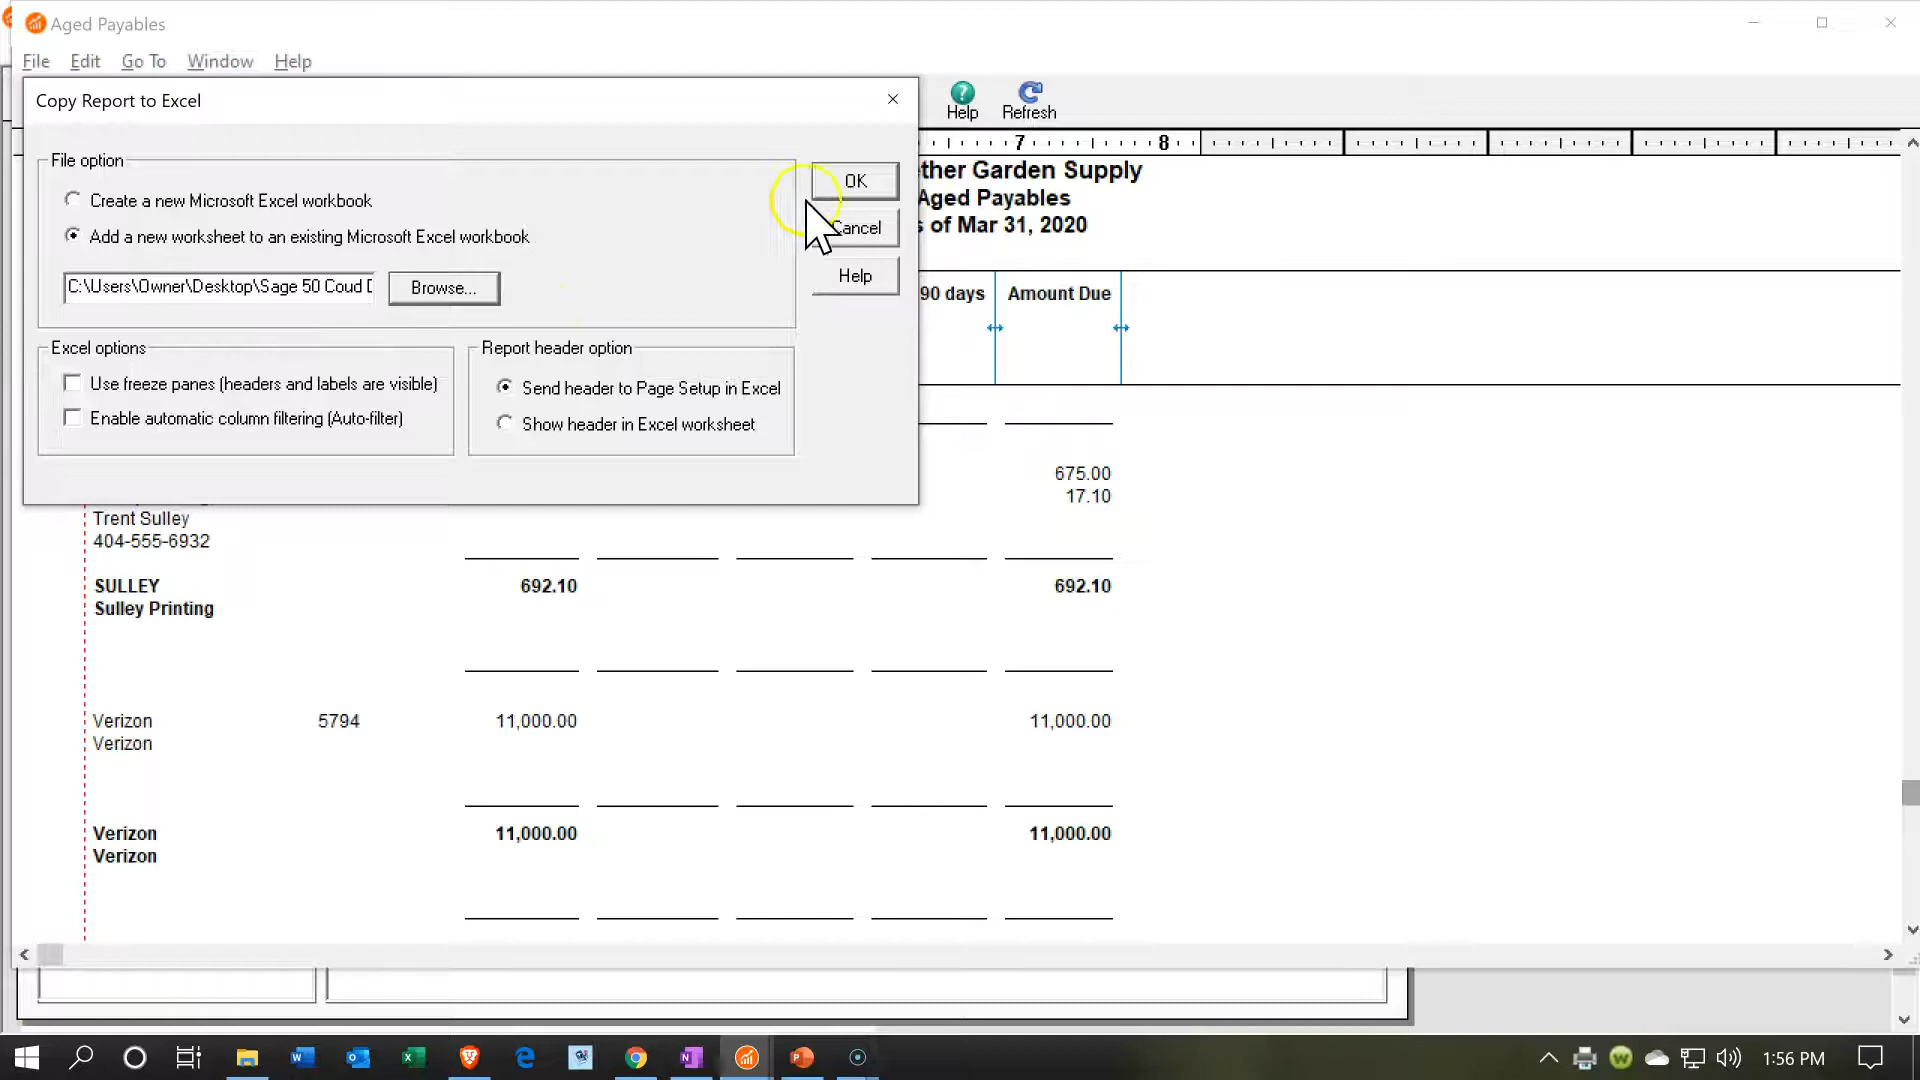 Aged Payables
File Edit Go To Window Help
Copy Report to Excel
Help Refresh
File option
Create a new Microsoft Excel workbook
Add a new worksheet to an existing Microsoft Excel workbook
C:\Users\Owner\Desktop\Sage 50 Coud
Browse...
OK
Cancel
Help
Excel options
Use freeze panes (headers and labels are visible)
Enable automatic column filtering (Auto-filter)
Report header option
Send header to Page Setup in Excel
Show header in Excel worksheet
7 8
ther Garden Supply
Aged Payables
s of Mar 31, 2020
90 days Amount Due
675.00
17.10
Trent Sulley
404-555-6932
SULLEY 692.10 692.10
Sulley Printing
Verizon 5794 11,000.00 11,000.00
Verizon
Verizon 11,000.00 11,000.00
Verizon
1:56 PM